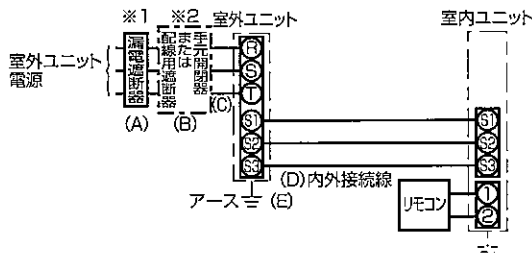 ※1
※2
室外ユニット
室内ユニット
室外ユニット
電源
漏電遮断器
手元開閉器
または
配線用遮断器
(A)
(B)
(C)
R
S
T
S1
S2
S3
S1
S2
S3
(D)内外接続線
アース
(E)
リモコン
1
2